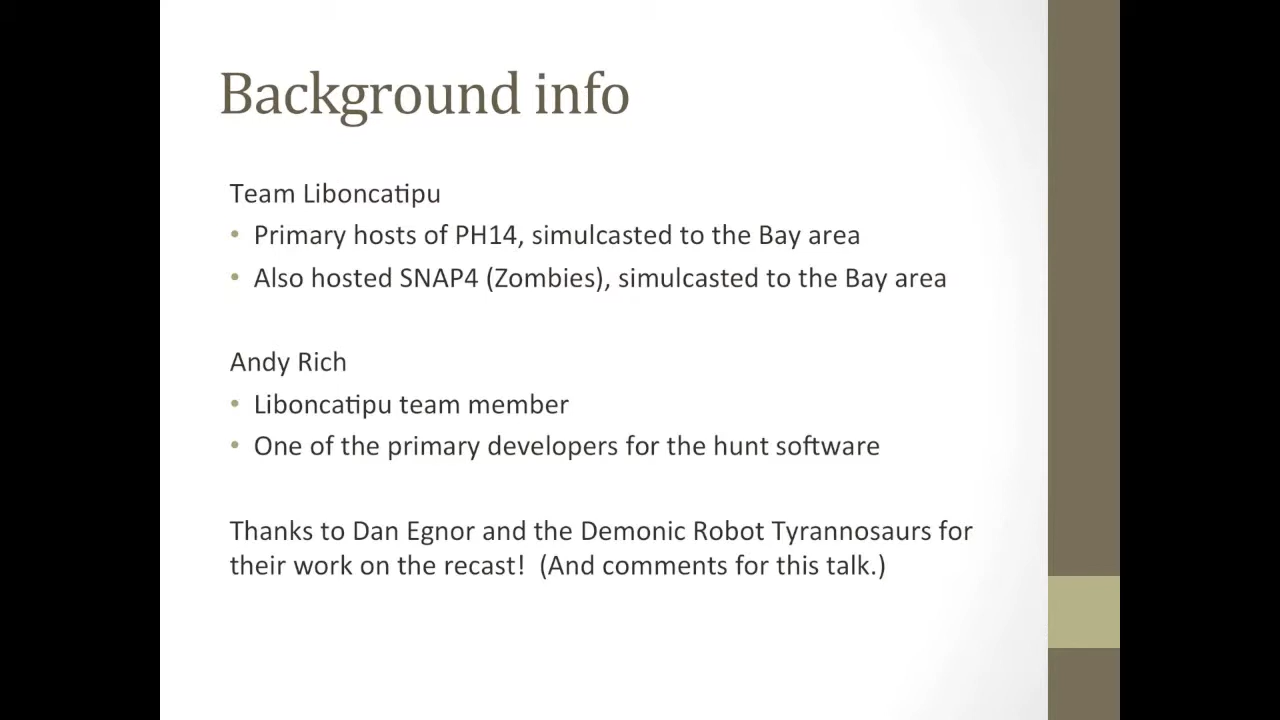 Background info
Team Liboncatipu
• Primary hosts of PH14, simulcasted to the Bay area
• Also hosted SNAP4 (Zombies), simulcasted to the Bay area
Andy Rich
• Liboncatipu team member
• One of the primary developers for the hunt software
Thanks to Dan Egnor and the Demonic Robot Tyrannosaurs for
their work on the recast!  (And comments for this talk.)